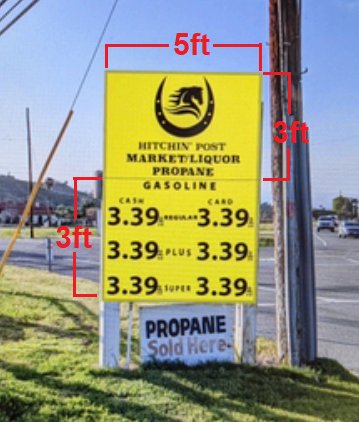 5ft
3ft
HITCHIN' POST
MARKET/LIQUOR
PROPANE
GASOLINE
CASH CARD
3ft
3.39 REGULAR 3.39
3.39 PLUS 3.39
3.39 SUPER 3.39
PROPANE
Sold Here